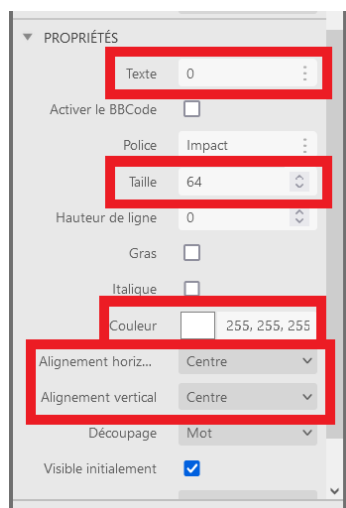 PROPRIÉTÉS
Texte 0
Activer le BBCode
Police Impact
Taille 64
Hauteur de ligne 0
Gras
Italique
Couleur 255, 255, 255
Alignement horiz... Centre
Alignement vertical Centre
Découpage Mot
Visible initialement